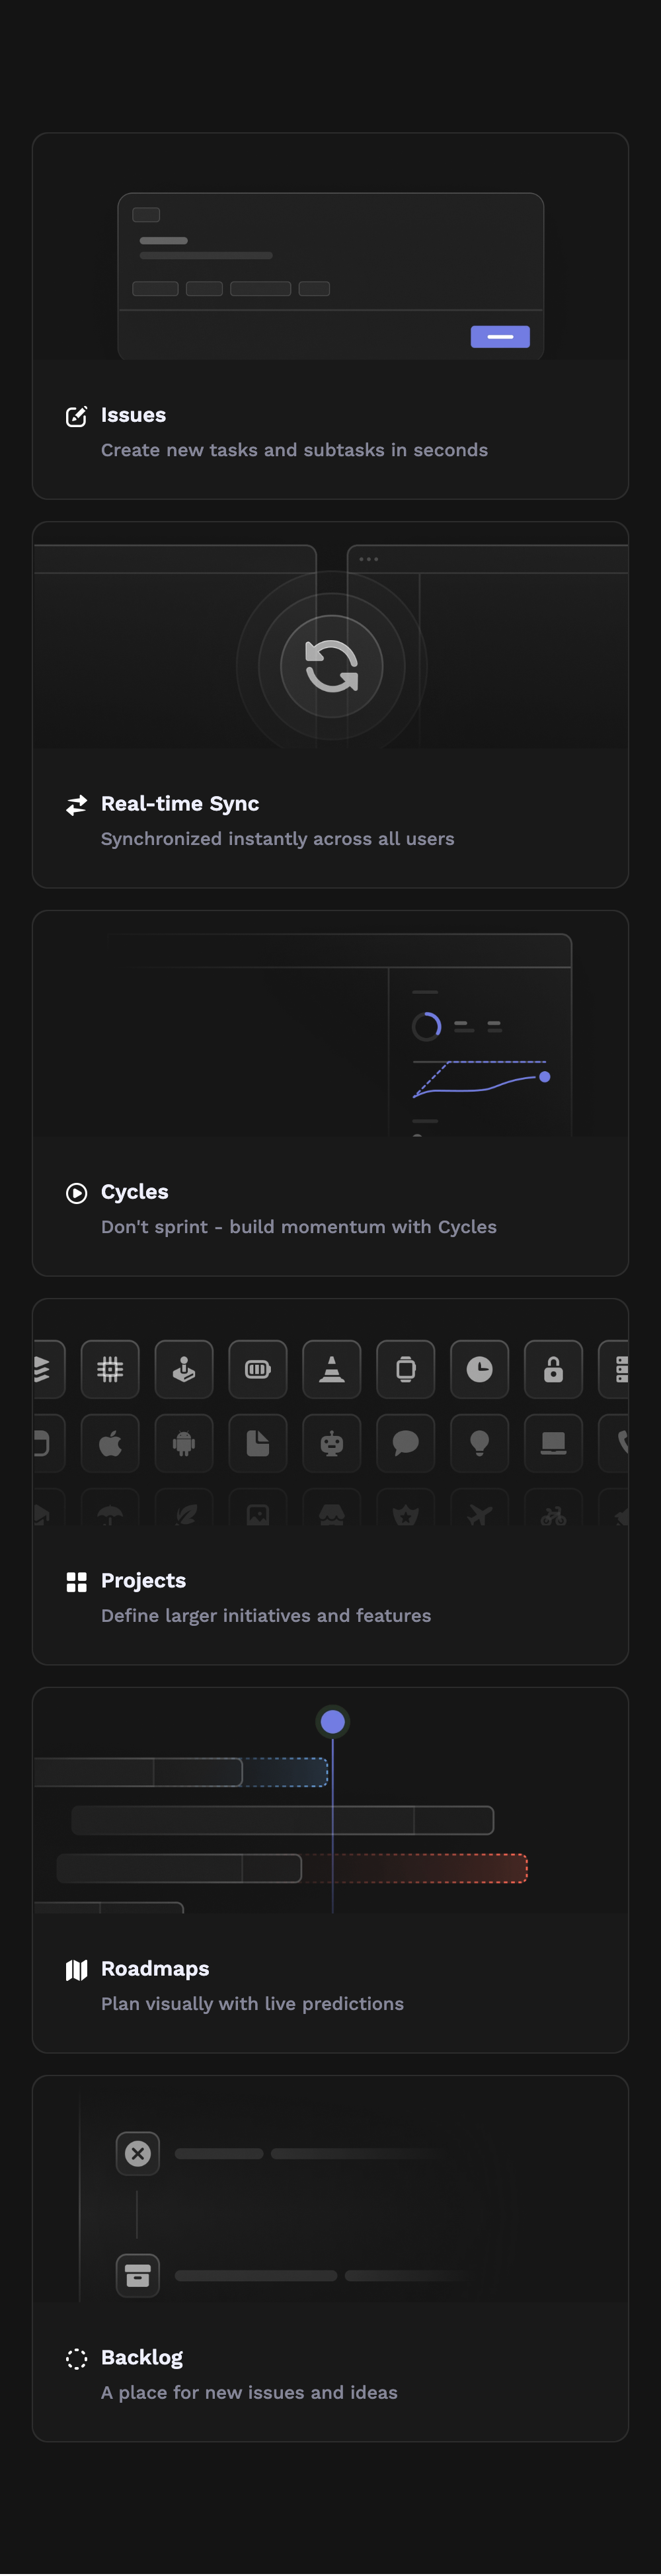 Issues
Create new tasks and subtasks in seconds
Real-time Sync
Synchronized instantly across all users
Cycles
Don't sprint - build momentum with Cycles
Projects
Define larger initiatives and features
Roadmaps
Plan visually with live predictions
Backlog
A place for new issues and ideas